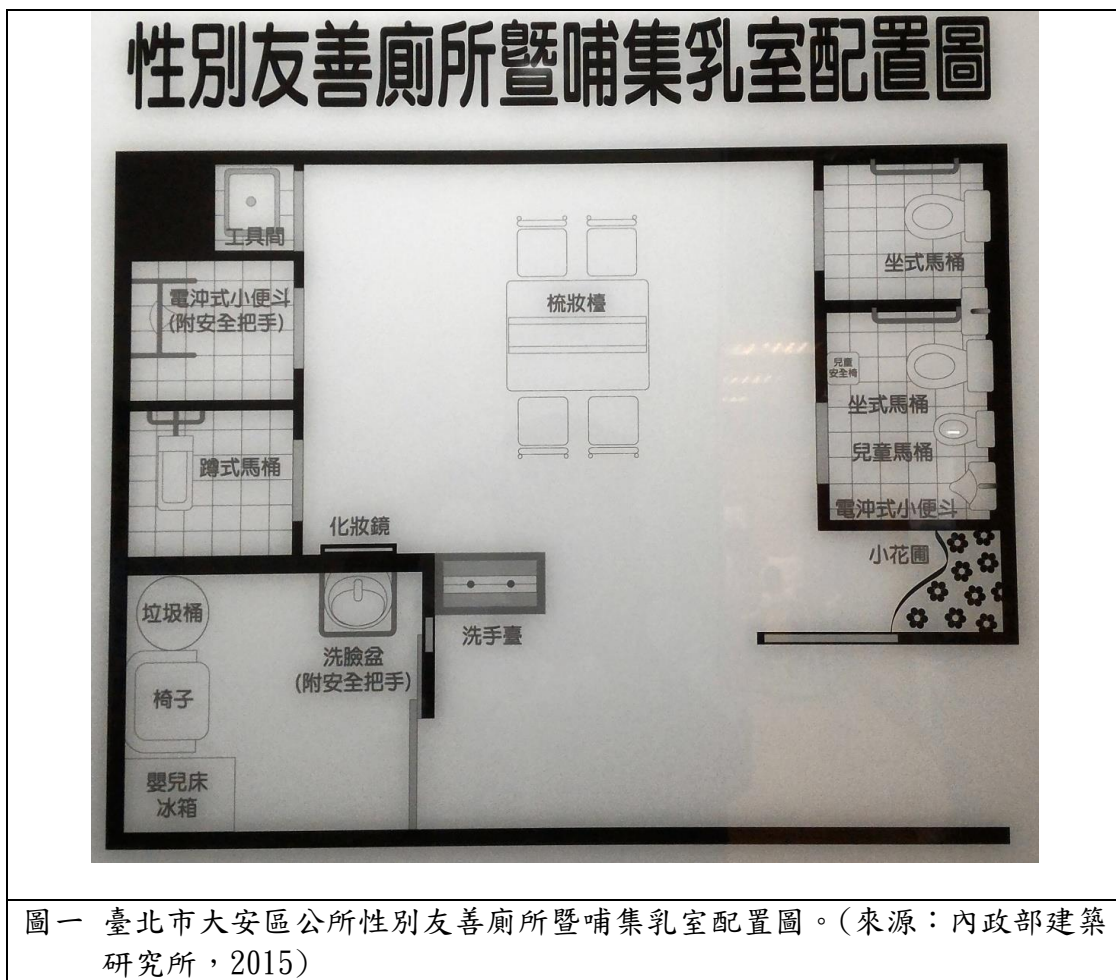 性別友善廁所暨哺集乳室配置圖
工具間
電沖式小便斗
(附安全把手)
蹲式馬桶
梳妝檯
坐式馬桶
兒童
安全椅
坐式馬桶
兒童馬桶
電沖式小便斗
小花圃
化妝鏡
洗手臺
洗臉盆
(附安全把手)
垃圾桶
椅子
嬰兒床
冰箱
圖一 臺北市大安區公所性別友善廁所暨哺集乳室配置圖。(來源：內政部建築
研究所，2015)